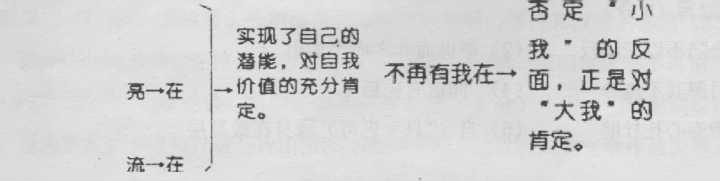 亮→在
流→在
→实现了自己的
潜能，对自我
价值的充分肯
定。
不再有我在→
否定“小
我”的反
面，正是对
“大我”的
肯定。